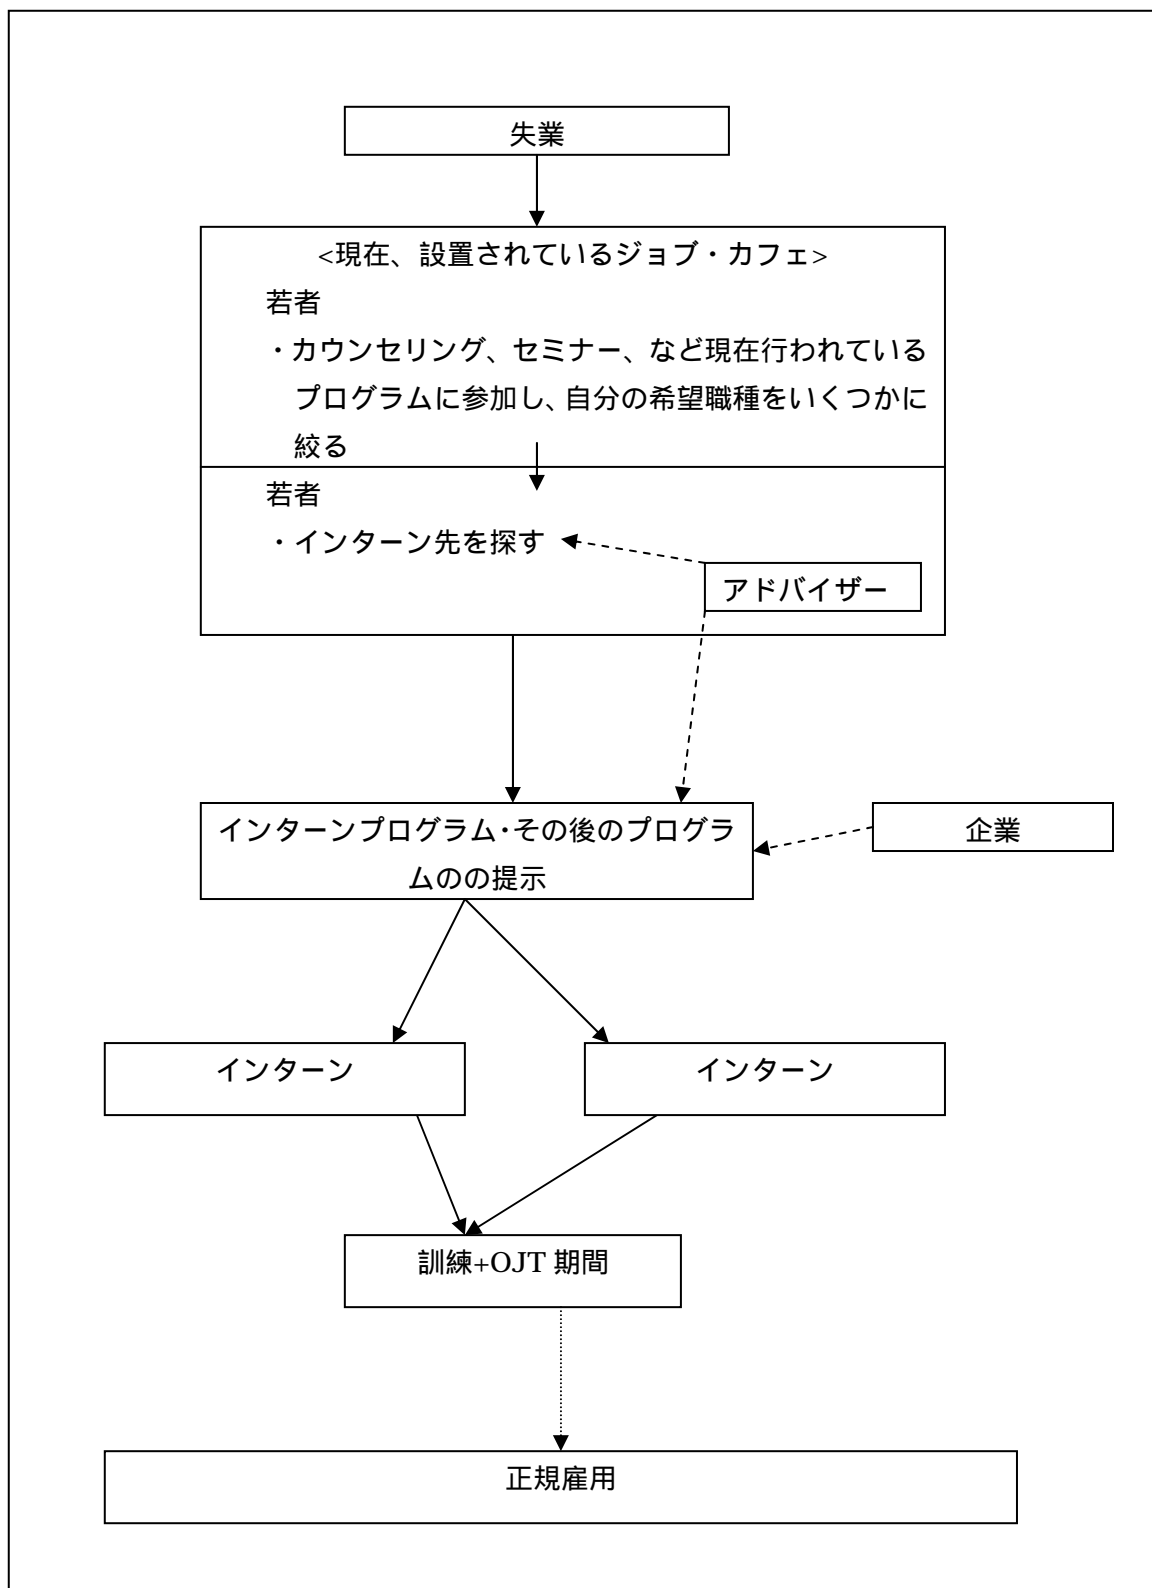 失業
<現在、設置されているジョブ・カフェ>
若者
・カウンセリング、セミナー、など現在行われている
プログラムに参加し、自分の希望職種をいくつかに
絞る
若者
・インターン先を探す
アドバイザー
インターンプログラム・その後のプログラ
ムのの提示
企業
インターン
インターン
訓練+OJT 期間
正規雇用